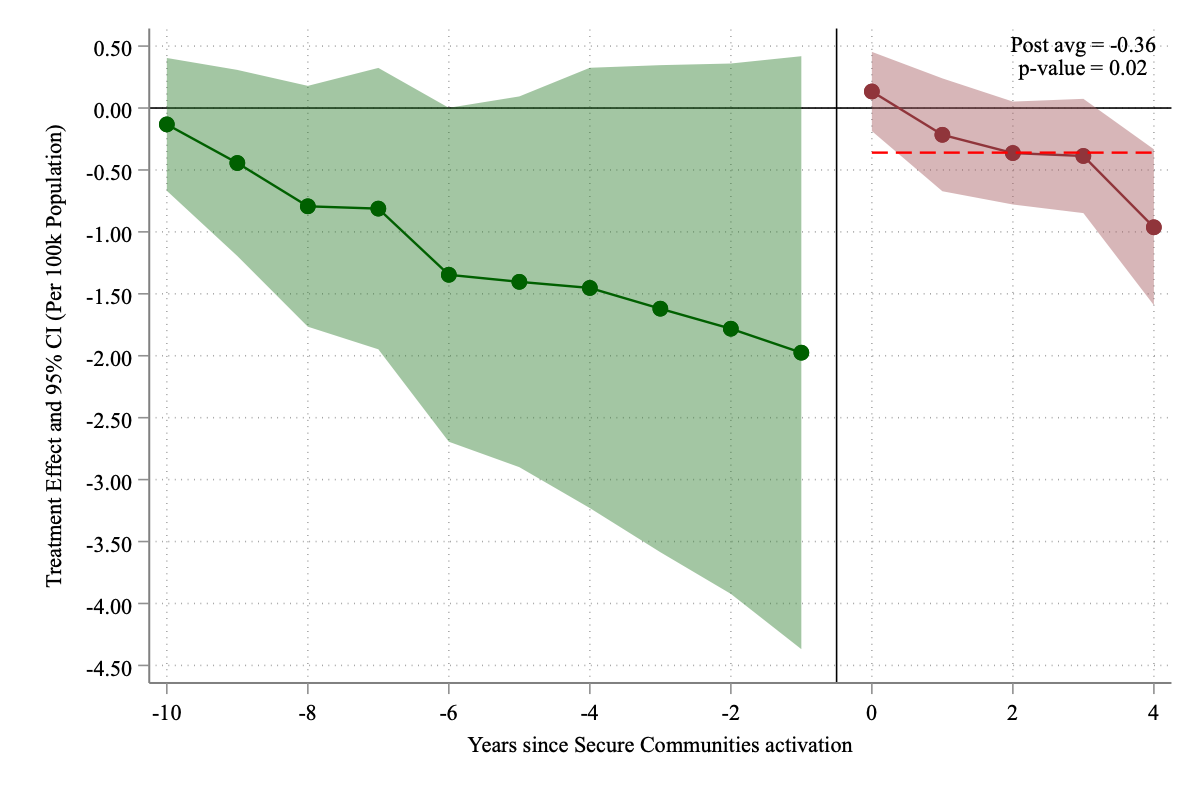 Post avg = -0.36
p-value = 0.02
Treatment Effect and 95% CI (Per 100k Population)
0.50
0.00
-0.50
-1.00
-1.50
-2.00
-2.50
-3.00
-3.50
-4.00
-4.50
-10 -8 -6 -4 -2 0 2 4
Years since Secure Communities activation